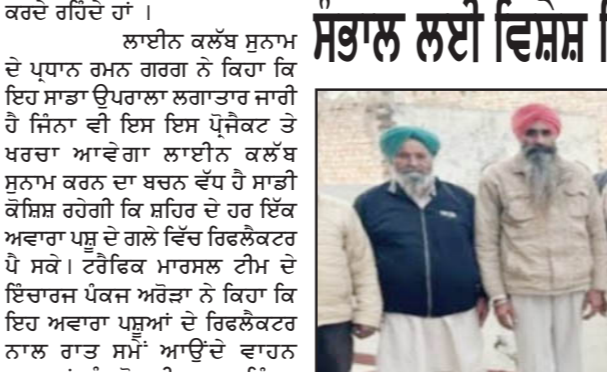 ਕਰਦੇ ਰਹਿੰਦੇ ਹਾਂ ।
ਲਾਈਨ ਕਲੱਬ ਸੁਨਾਮ
ਦੇ ਪ੍ਰਧਾਨ ਰਮਨ ਗਰਗ ਨੇ ਕਿਹਾ ਕਿ
ਇਹ ਸਾਡਾ ਉਪਰਾਲਾ ਲਗਾਤਾਰ ਜਾਰੀ
ਹੈ ਜਿੰਨਾ ਵੀ ਇਸ ਇਸ ਪ੍ਰੋਜੈਕਟ ਤੇ
ਖਰਚਾ ਆਵੇਗਾ ਲਾਈਨ ਕਲੱਬ
ਸੁਨਾਮ ਕਰਨ ਦਾ ਬਚਨ ਵੱਧ ਹੈ ਸਾਡੀ
ਕੋਸ਼ਿਸ਼ ਰਹੇਗੀ ਕਿ ਸ਼ਹਿਰ ਦੇ ਹਰ ਇੱਕ
ਅਵਾਰਾ ਪਸ਼ੂ ਦੇ ਗਲੇ ਵਿੱਚ ਰਿਫਲੈਕਟਰ
ਪੈ ਸਕੇ। ਟਰੈਫਿਕ ਮਾਰਸਲ ਟੀਮ ਦੇ
ਇੰਚਾਰਜ ਪੰਕਜ ਅਰੋੜਾ ਨੇ ਕਿਹਾ ਕਿ
ਇਹ ਅਵਾਰਾ ਪਸ਼ੂਆਂ ਦੇ ਰਿਫਲੈਕਟਰ
ਨਾਲ ਰਾਤ ਸਮੇਂ ਆਉਂਦੇ ਵਾਹਨ
ਸੰਭਾਲ ਲਈ ਵਿਸ਼ੇਸ਼